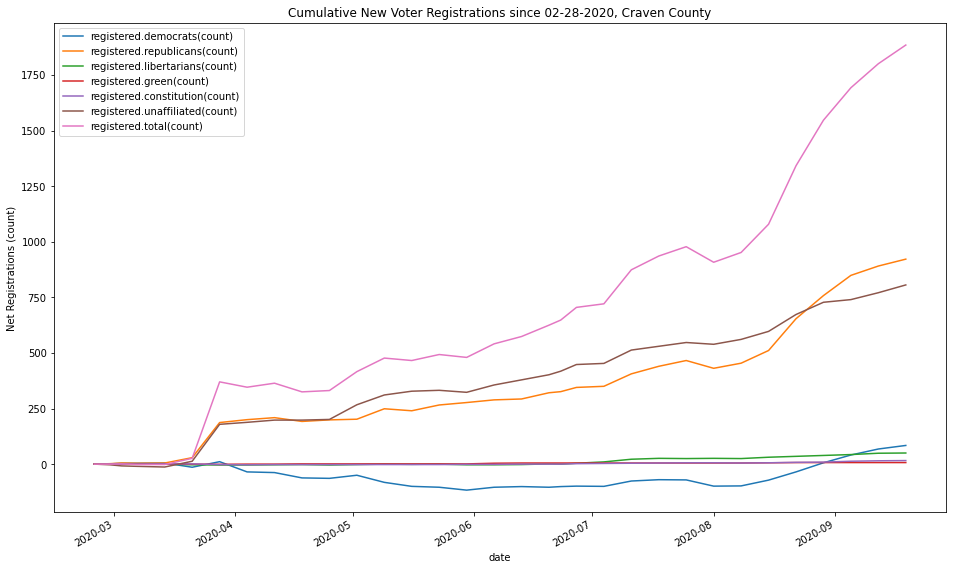 Cumulative New Voter Registrations since 02-28-2020, Craven County
registered.democrats(count)
registered.republicans(count)
registered.libertarians(count)
registered.green(count)
registered.constitution(count)
registered.unaffiliated(count)
registered.total(count)
Net Registrations (count)
1750
1500
1250
1000
750
500
250
0
2020-03
2020-04
2020-05
2020-06
2020-07
2020-08
2020-09
date